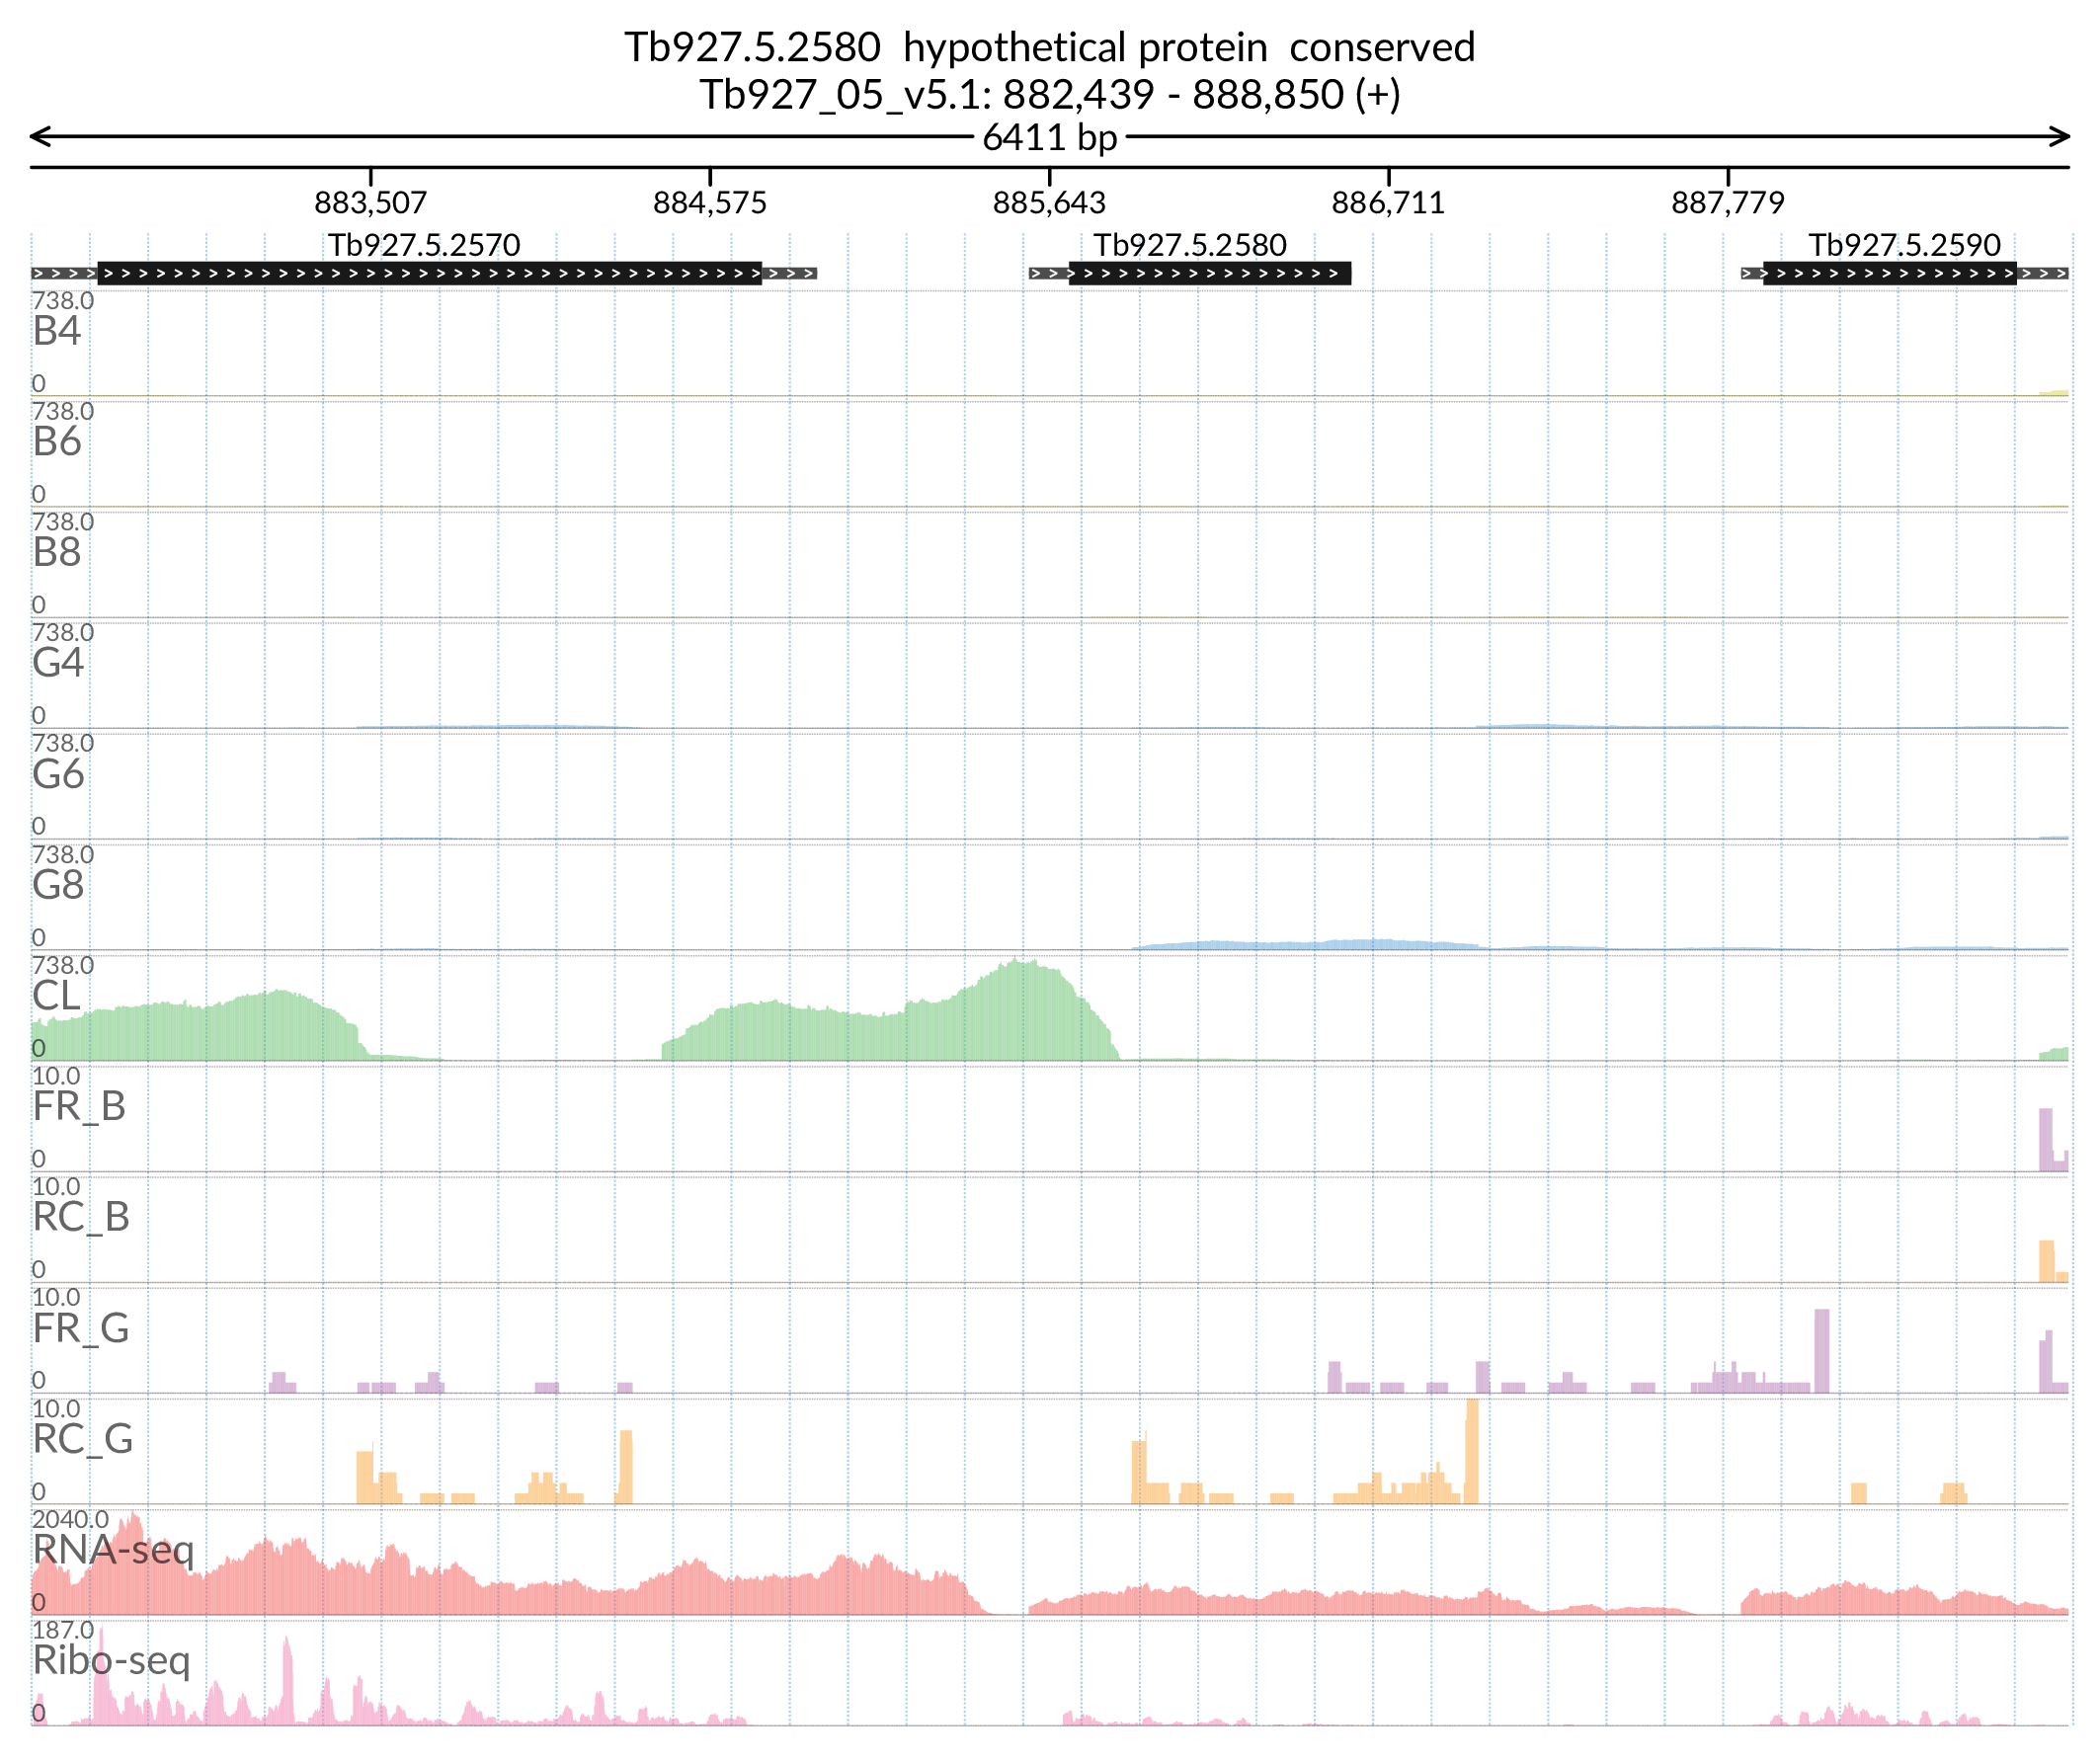 Tb927.5.2580 hypothetical protein conserved
Tb927_05_v5.1: 882,439 - 888,850 (+)
6411 bp
883,507 884,575 885,643 886,711 887,779
Tb927.5.2570 Tb927.5.2580 Tb927.5.2590
738.0
B4
0
738.0
B6
0
738.0
B8
0
738.0
G4
0
738.0
G6
0
738.0
G8
0
738.0
CL
0
10.0
FR_B
0
10.0
RC_B
0
10.0
FR_G
0
10.0
RC_G
0
2040.0
RNA-seq
0
187.0
Ribo-seq
0